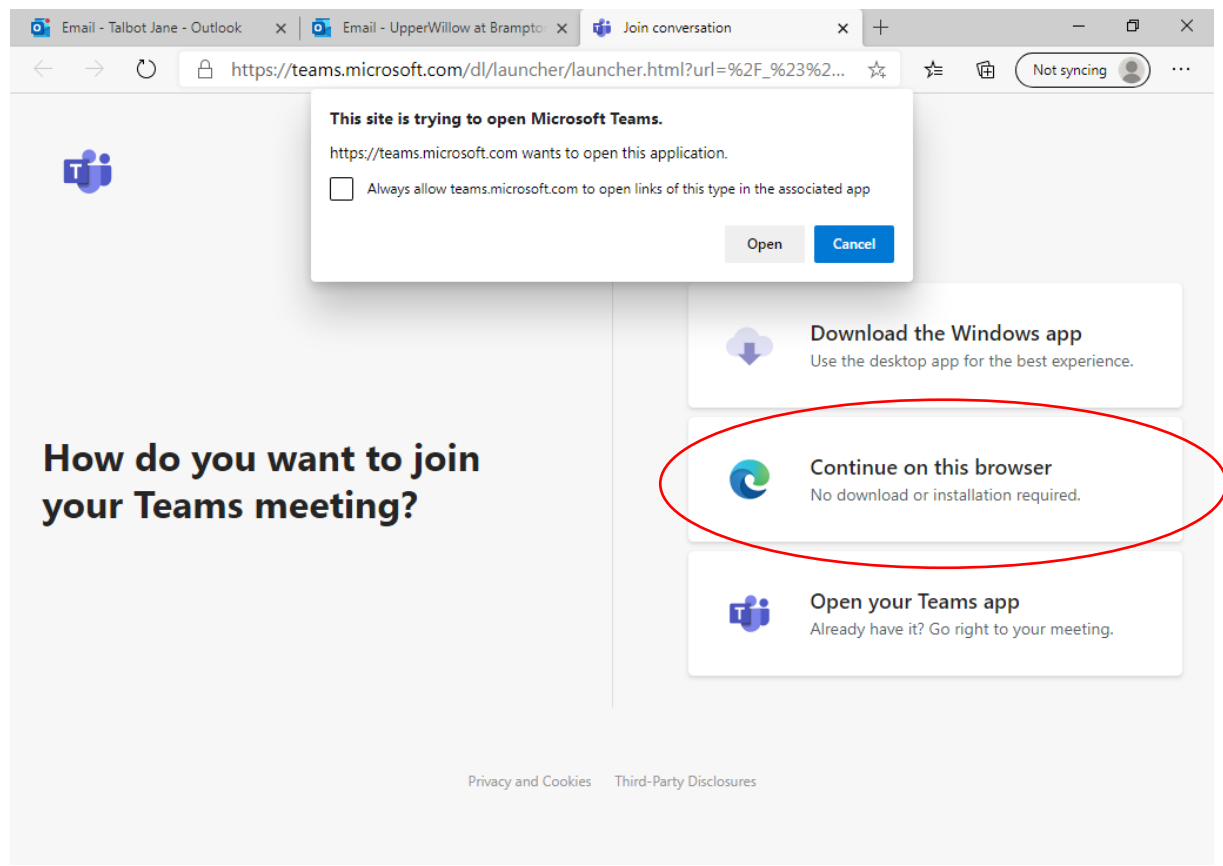 Email - Talbot Jane - Outlook
Email - UpperWillow at Brampto
Join conversation
https://teams.microsoft.com/dl/launcher/launcher.html?url=%2F_%23%2...
Not syncing
This site is trying to open Microsoft Teams.
https://teams.microsoft.com wants to open this application.
Always allow teams.microsoft.com to open links of this type in the associated app
Open
Cancel
Download the Windows app
Use the desktop app for the best experience.
How do you want to join
your Teams meeting?
Continue on this browser
No download or installation required.
Open your Teams app
Already have it? Go right to your meeting.
Privacy and Cookies
Third-Party Disclosures